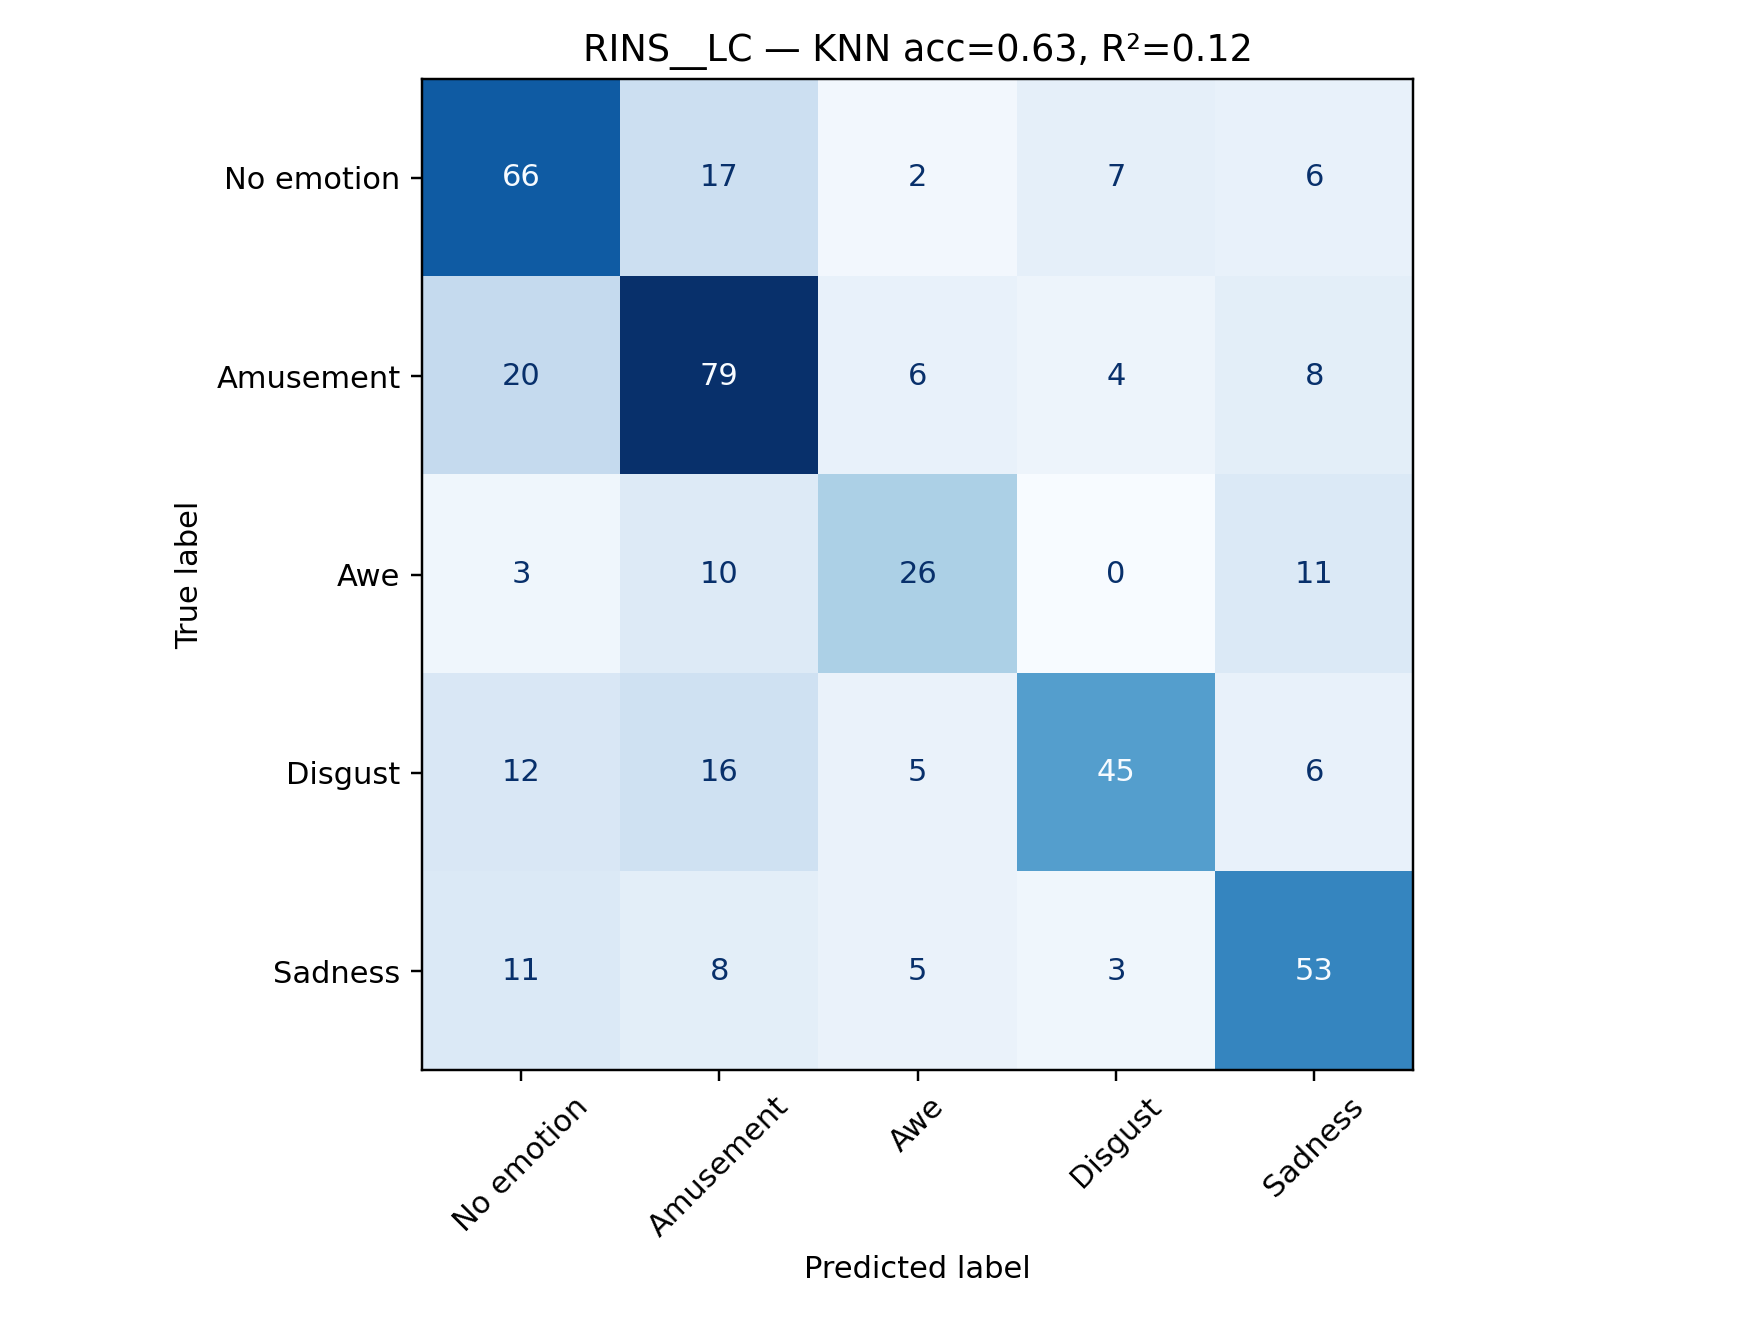 RINS__LC — KNN acc=0.63, R²=0.12
No emotion 66 17 2 7 6
Amusement 20 79 6 4 8
Awe 3 10 26 0 11
Disgust 12 16 5 45 6
Sadness 11 8 5 3 53
True label
No emotion Amusement Awe Disgust Sadness
Predicted label